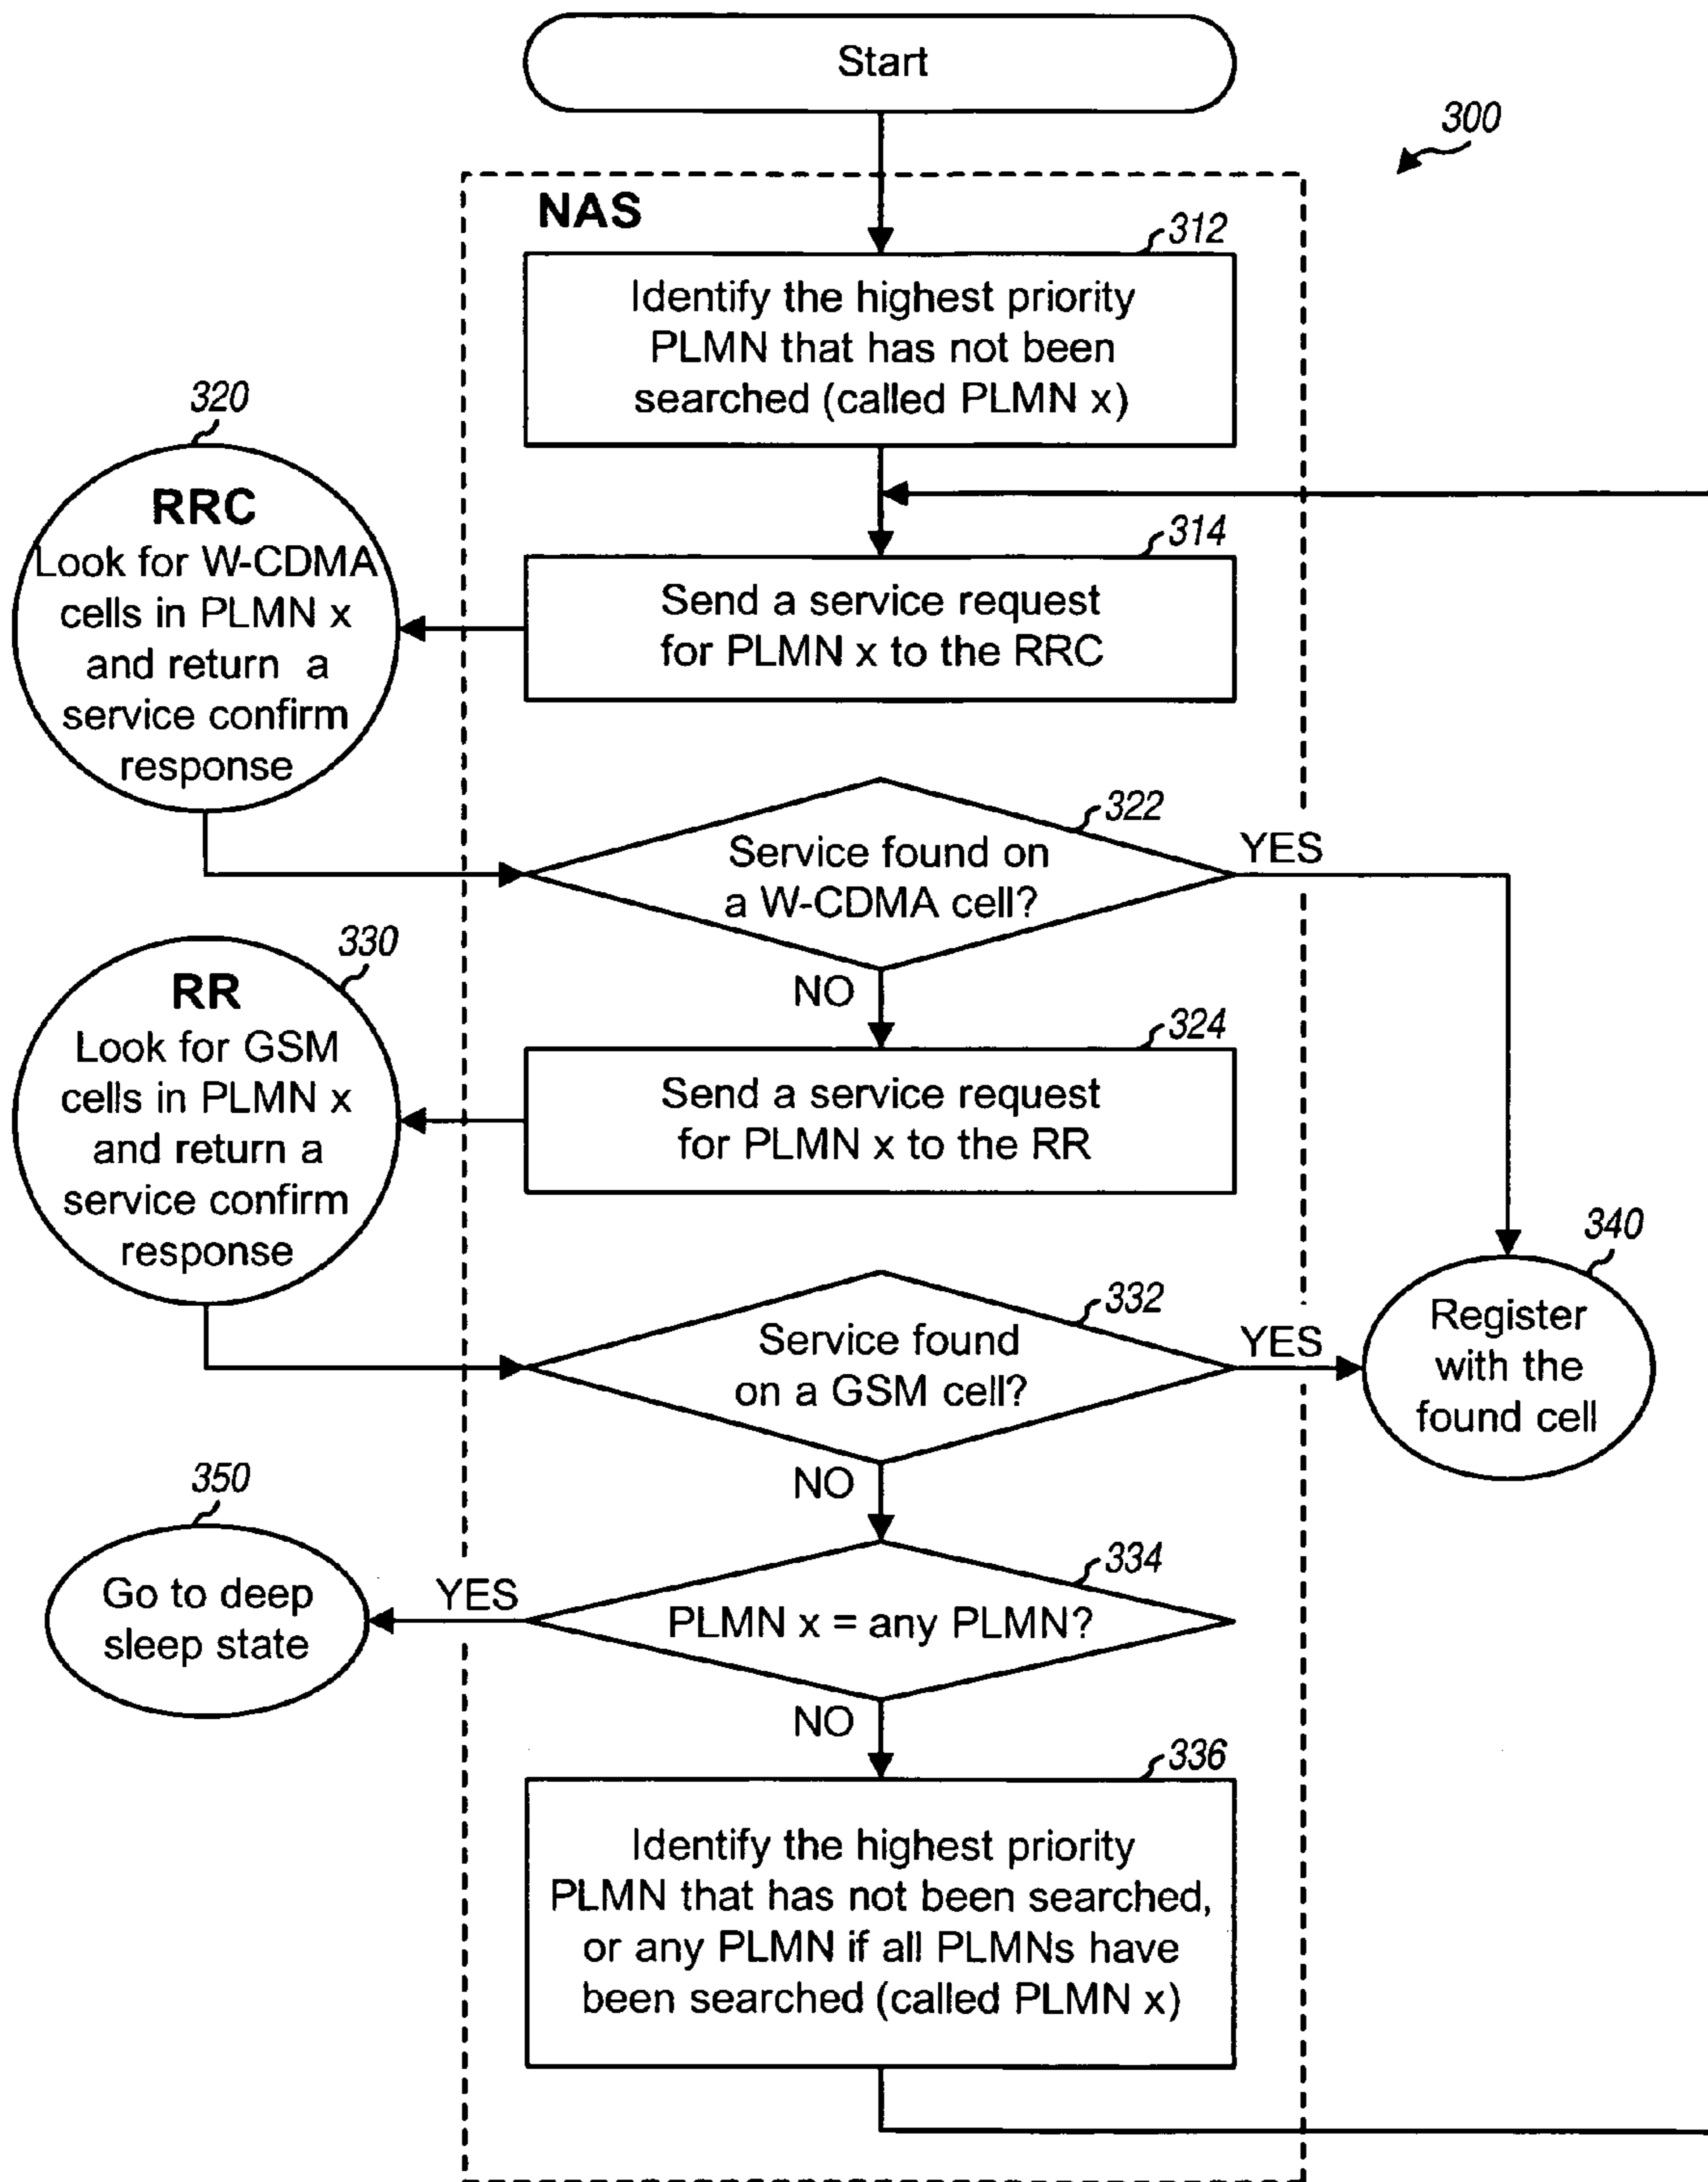 Start
300
NAS
312
Identify the highest priority
PLMN that has not been
searched (called PLMN x)
320
RRC
Look for W-CDMA
cells in PLMN x
and return a
service confirm
response
314
Send a service request
for PLMN x to the RRC
322
Service found on
a W-CDMA cell?
YES
NO
330
RR
Look for GSM
cells in PLMN x
and return a
service confirm
response
324
Send a service request
for PLMN x to the RR
332
Service found
on a GSM cell?
YES
NO
340
Register
with the
found cell
350
Go to deep
sleep state
YES
334
PLMN x = any PLMN?
NO
336
Identify the highest priority
PLMN that has not been searched,
or any PLMN if all PLMNs have
been searched (called PLMN x)